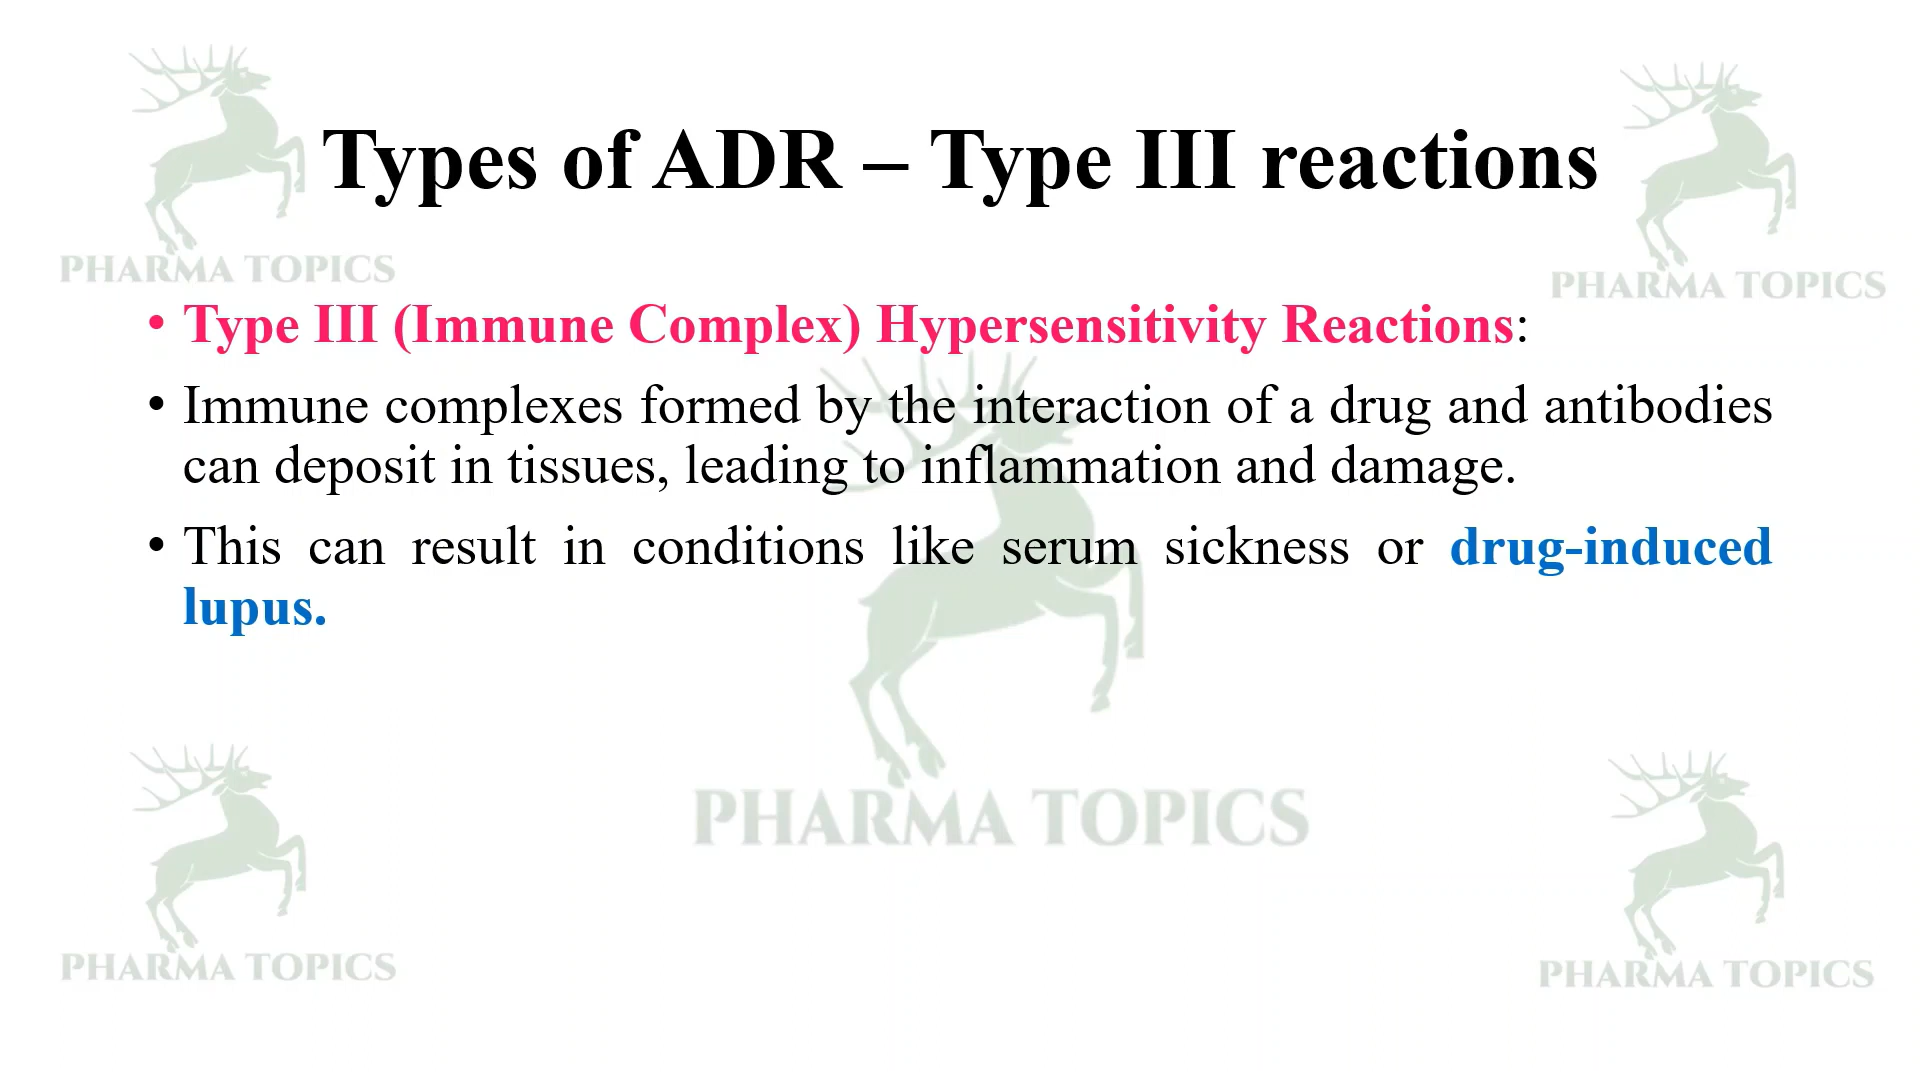 Types of ADR – Type III reactions
PHARMA TOPICS
PHARMA TOPICS
• Type III (Immune Complex) Hypersensitivity Reactions:
• Immune complexes formed by the interaction of a drug and antibodies
can deposit in tissues, leading to inflammation and damage.
• This can result in conditions like serum sickness or drug-induced
lupus.
PHARMA TOPICS
PHARMA TOPICS
PHARMA TOPICS